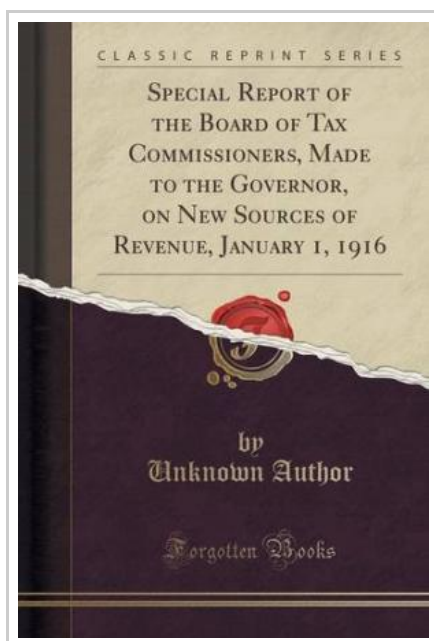 CLASSIC REPRINT SERIES
SPECIAL REPORT OF
THE BOARD OF TAX
COMMISSIONERS, MADE
TO THE GOVERNOR,
ON NEW SOURCES OF
REVENUE, JANUARY 1, 1916
by
Unknown Author
Forgotten Books